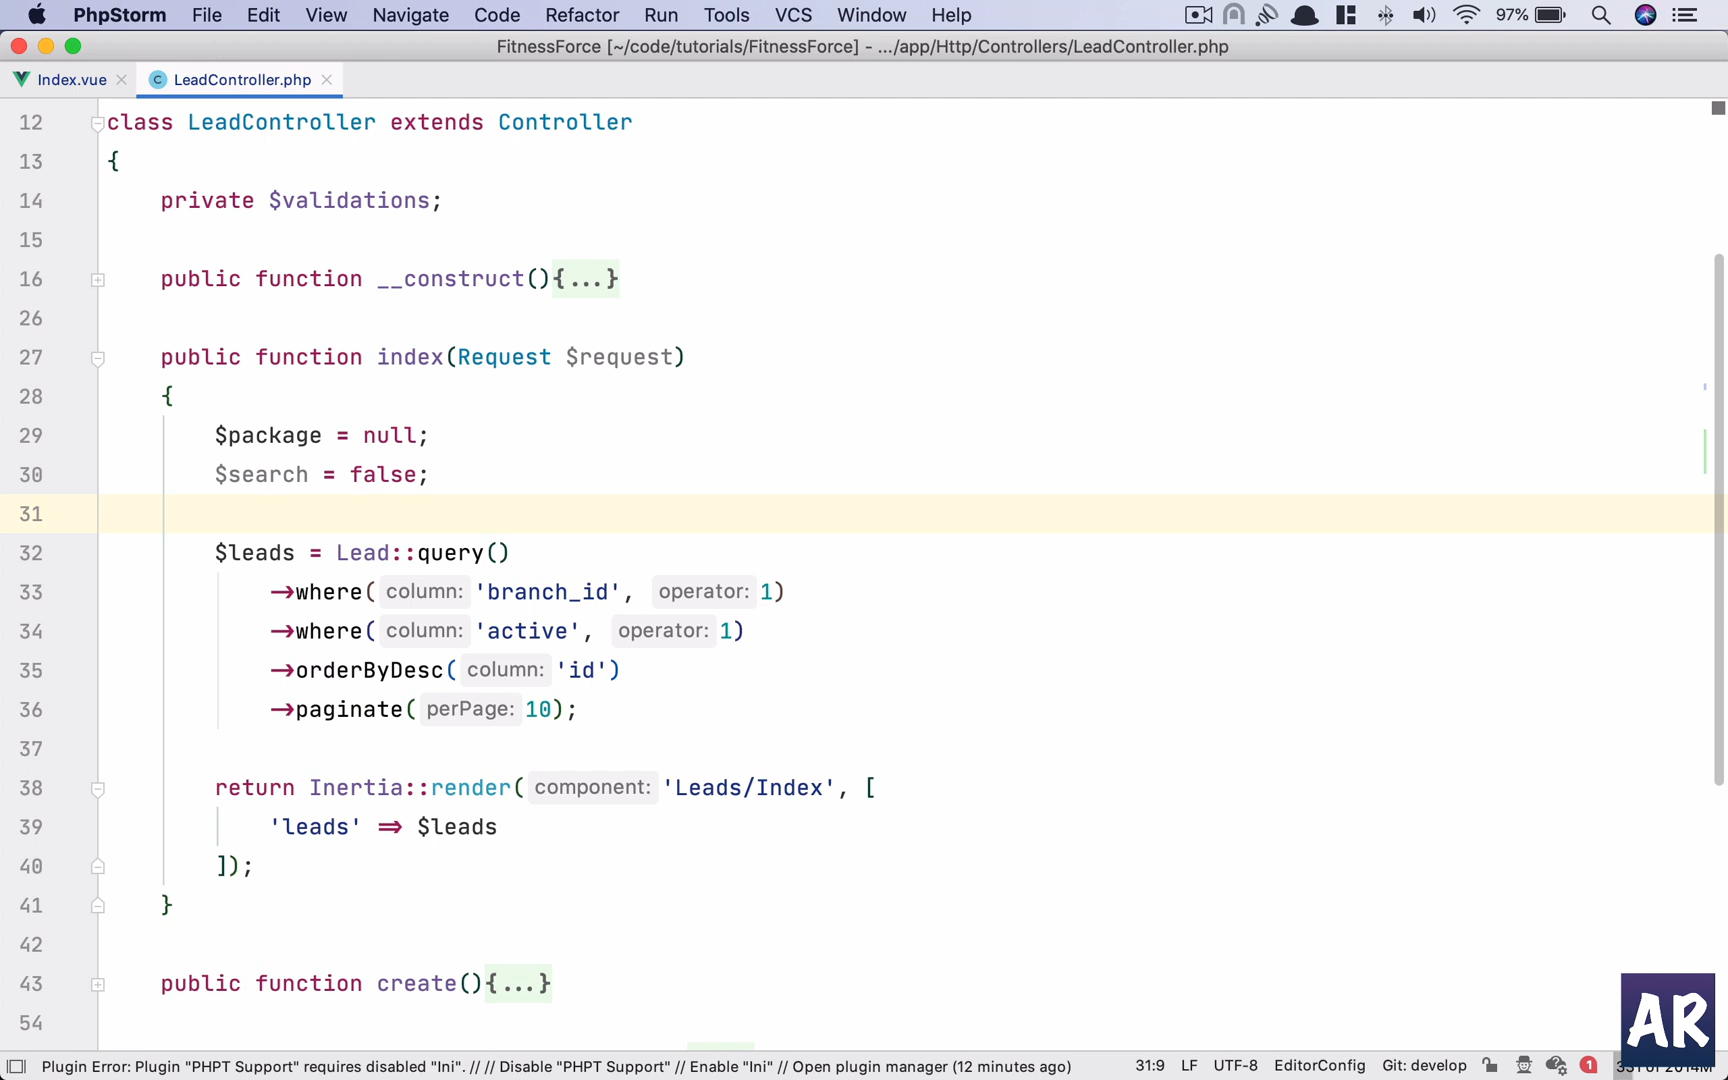 PhpStorm File Edit View Navigate Code Refactor Run Tools VCS Window Help 97%
FitnessForce [~/code/tutorials/FitnessForce] - .../app/Http/Controllers/LeadController.php
Index.vue LeadController.php
12 class LeadController extends Controller
13 {
14 private $validations;
15
16 public function __construct(){...}
26
27 public function index(Request $request)
28 {
29 $package = null;
30 $search = false;
31
32 $leads = Lead::query()
33 ->where( column: 'branch_id', operator: 1)
34 ->where( column: 'active', operator: 1)
35 ->orderByDesc( column: 'id')
36 ->paginate( perPage: 10);
37
38 return Inertia::render( component: 'Leads/Index', [
39 'leads' => $leads
40 ]);
41 }
42
43 public function create(){...}
54
AR
Plugin Error: Plugin "PHPT Support" requires disabled "Ini". // // Disable "PHPT Support" // Enable "Ini" // Open plugin manager (12 minutes ago) 31:9 LF UTF-8 EditorConfig Git: develop 1